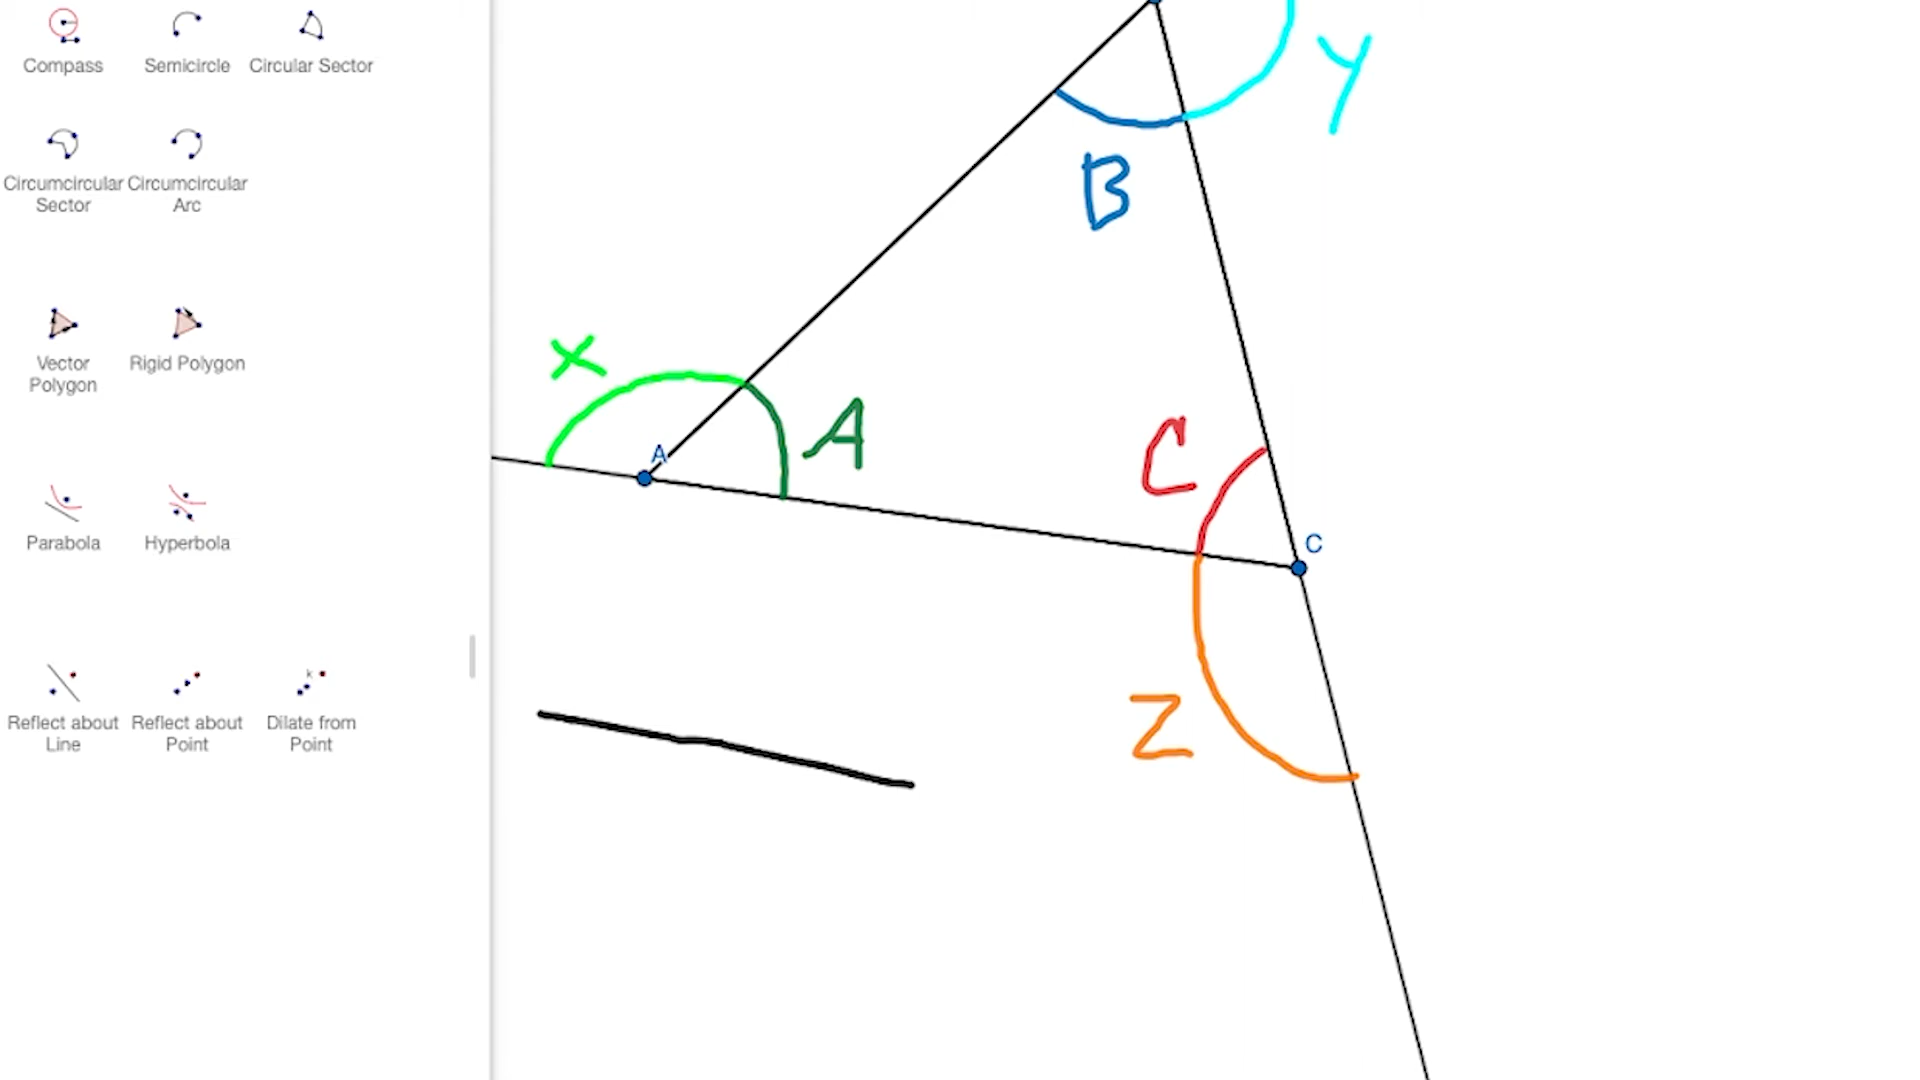 Compass Semicircle Circular Sector
Circumcircular Sector Circumcircular Arc
Vector Polygon Rigid Polygon
Parabola Hyperbola
Reflect about Line Reflect about Point Dilate from Point
k
Y
B
X
A
A
C
C
Z